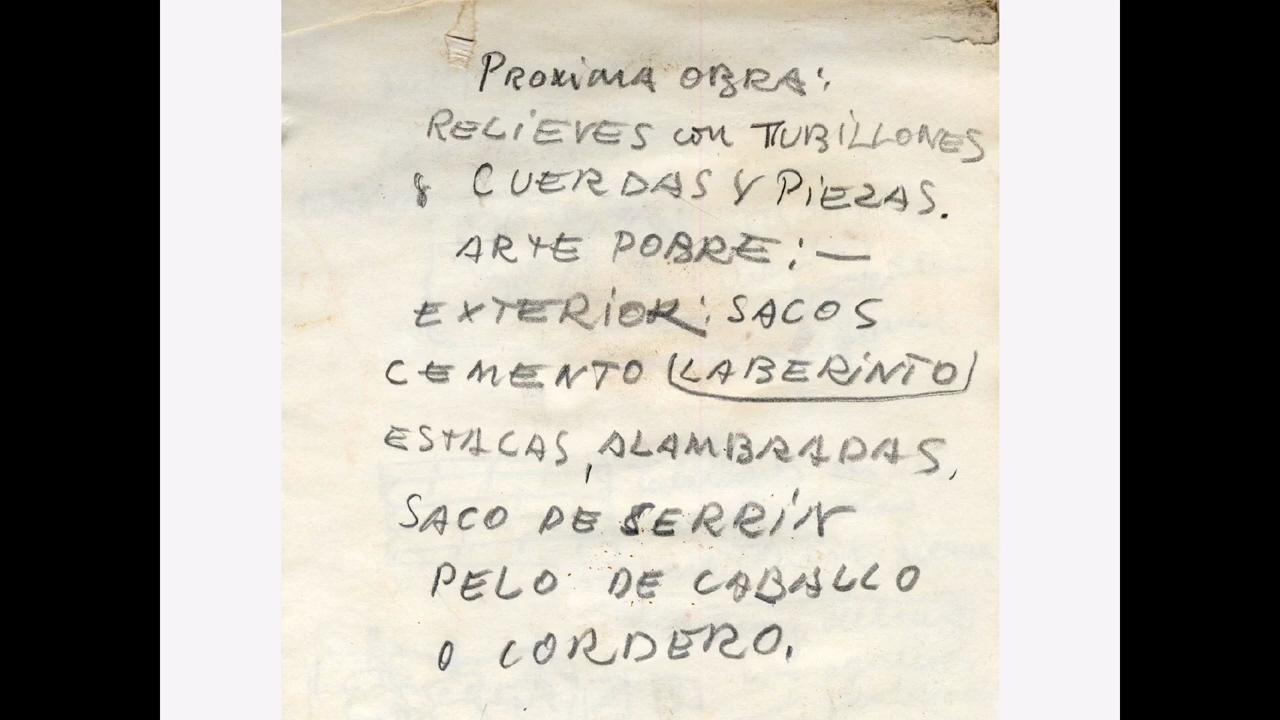 PROXIMA OBRA:
RELIEVES con TUBILLONES
Y CUERDAS Y PIEZAS.
ARTE POBRE: —
EXTERIOR: SACOS
CEMENTO (LABERINTO)
ESTACAS, ALAMBRADAS,
SACO DE SERRÍN
PELO DE CABALLO
O CORDERO.